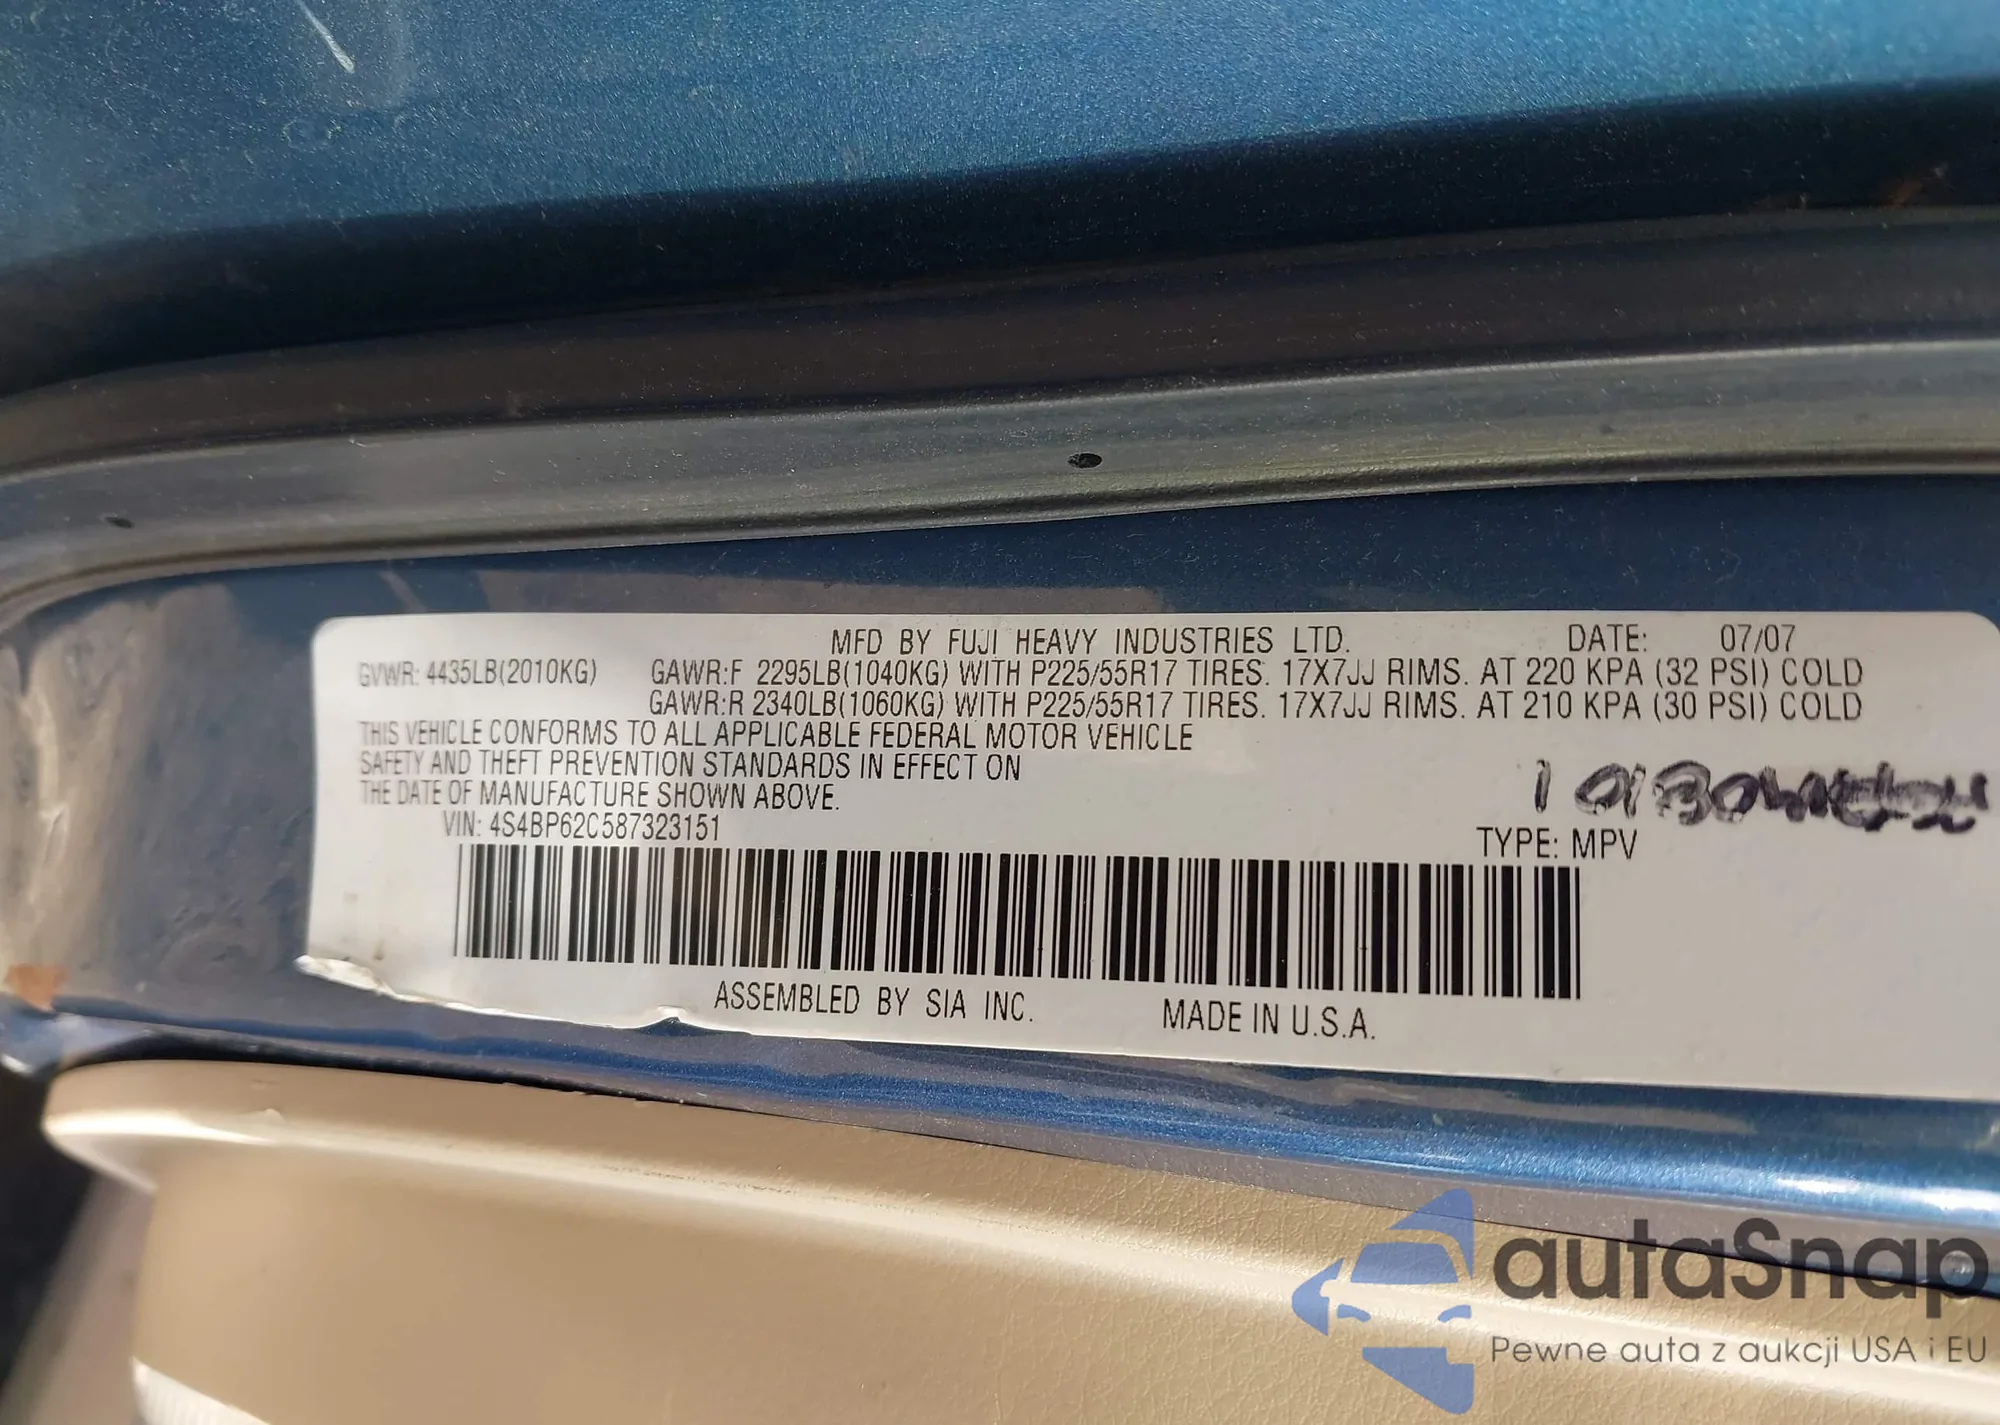 MFD BY FUJI HEAVY INDUSTRIES LTD. DATE: 07/07
GVWR: 4435LB(2010KG) GAWR:F 2295LB(1040KG) WITH P225/55R17 TIRES. 17X7JJ RIMS. AT 220 KPA (32 PSI) COLD
GAWR:R 2340LB(1060KG) WITH P225/55R17 TIRES. 17X7JJ RIMS. AT 210 KPA (30 PSI) COLD
THIS VEHICLE CONFORMS TO ALL APPLICABLE FEDERAL MOTOR VEHICLE
SAFETY AND THEFT PREVENTION STANDARDS IN EFFECT ON
THE DATE OF MANUFACTURE SHOWN ABOVE.
VIN: 4S4BP62C587323151
TYPE: MPV
ASSEMBLED BY SIA INC. MADE IN U.S.A.
autaSnap
Pewne auta z aukcji USA i EU